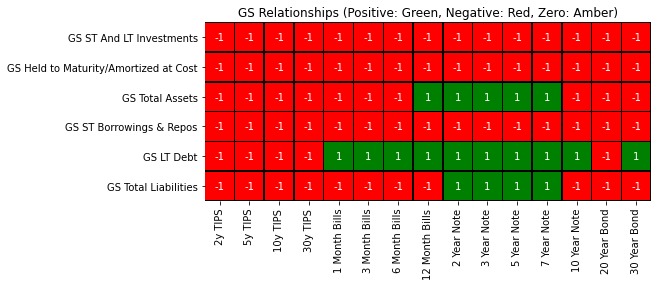 GS Relationships (Positive: Green, Negative: Red, Zero: Amber)
GS ST And LT Investments -1 -1 -1 -1 -1 -1 -1 -1 -1 -1 -1 -1 -1 -1 -1
GS Held to Maturity/Amortized at Cost -1 -1 -1 -1 -1 -1 -1 -1 -1 -1 -1 -1 -1 -1 -1
GS Total Assets -1 -1 -1 -1 -1 -1 -1 1 1 1 1 1 -1 -1 -1
GS ST Borrowings & Repos -1 -1 -1 -1 -1 -1 -1 -1 -1 -1 -1 -1 -1 -1 -1
GS LT Debt -1 -1 -1 -1 1 1 1 1 1 1 1 1 1 -1 1
GS Total Liabilities -1 -1 -1 -1 -1 -1 -1 -1 1 1 1 1 -1 -1 -1
2y TIPS
5y TIPS
10y TIPS
30y TIPS
1 Month Bills
3 Month Bills
6 Month Bills
12 Month Bills
2 Year Note
3 Year Note
5 Year Note
7 Year Note
10 Year Note
20 Year Bond
30 Year Bond